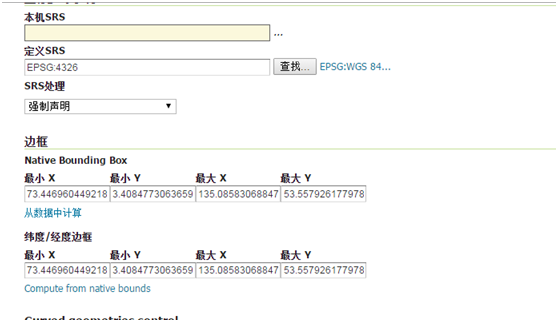 本机SRS
...
定义SRS
EPSG:4326 查找... EPSG:WGS 84...
SRS处理
强制声明
边框
Native Bounding Box
最小 X 最小 Y 最大 X 最大 Y
73.446960449218 3.4084773063659 135.08583068847 53.557926177978
从数据中计算
纬度/经度边框
最小 X 最小 Y 最大 X 最大 Y
73.446960449218 3.4084773063659 135.08583068847 53.557926177978
Compute from native bounds
Curved geometries control